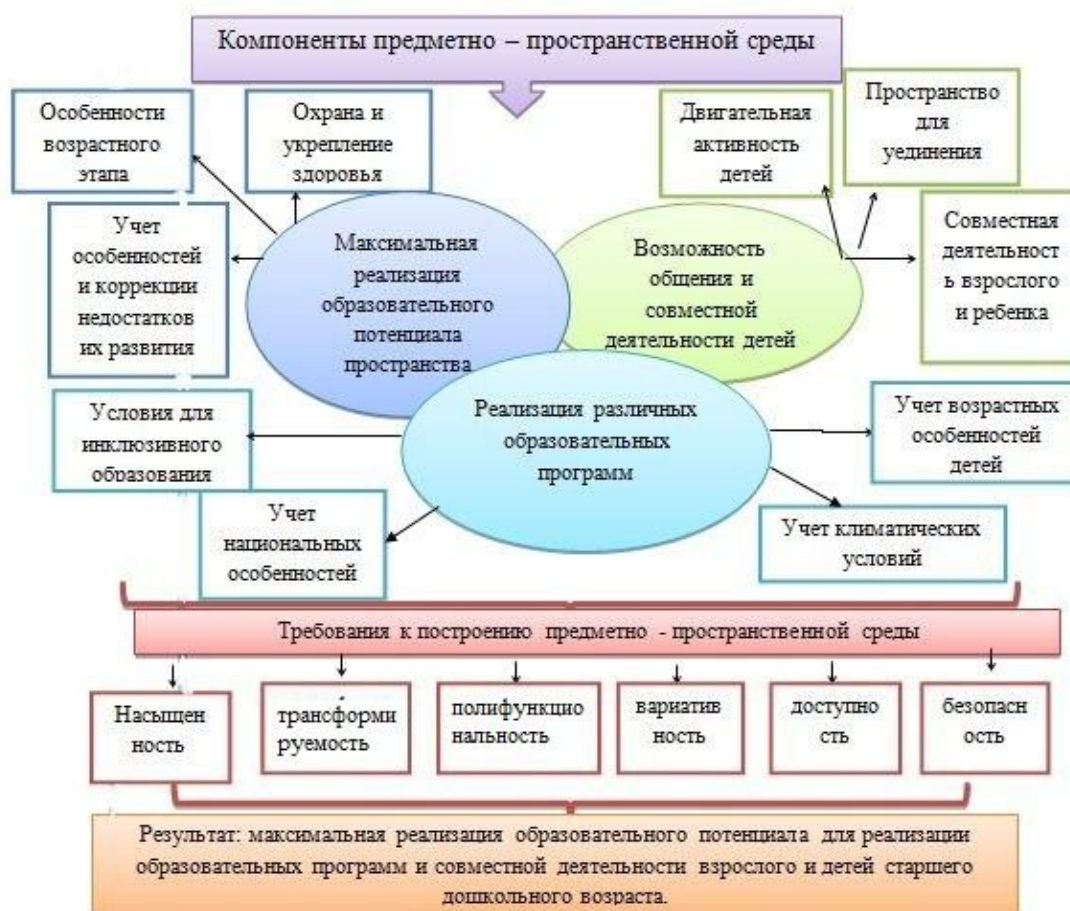 Компоненты предметно – пространственной среды
Особенности
возрастного
этапа
Охрана и
укрепление
здоровья
Двигательная
активность
детей
Пространство
для
уединения
Учет
особенностей
и коррекции
недостатков
их развития
Максимальная
реализация
образовательного
потенциала
пространства
Возможность
общения и
совместной
деятельности детей
Совместная
деятельност
ь взрослого
и ребенка
Условия для
инклюзивного
образования
Реализация различных
образовательных
программ
Учет возрастных
особенностей
детей
Учет
национальных
особенностей
Учет климатических
условий
Требования к построению предметно - пространственной среды
Насыщен
ность
трансформи
руемость
полифункцио
нальность
вариатив
ность
доступно
сть
безопасн
ость
Результат: максимальная реализация образовательного потенциала для реализации
образовательных программ и совместной деятельности взрослого и детей старшего
дошкольного возраста.